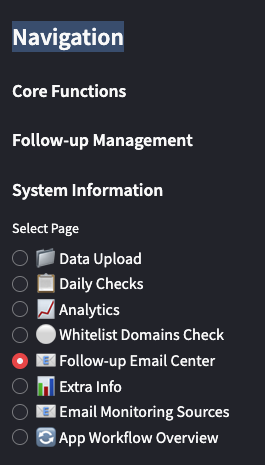 Navigation
Core Functions
Follow-up Management
System Information
Select Page
Data Upload
Daily Checks
Analytics
Whitelist Domains Check
Follow-up Email Center
Extra Info
Email Monitoring Sources
App Workflow Overview